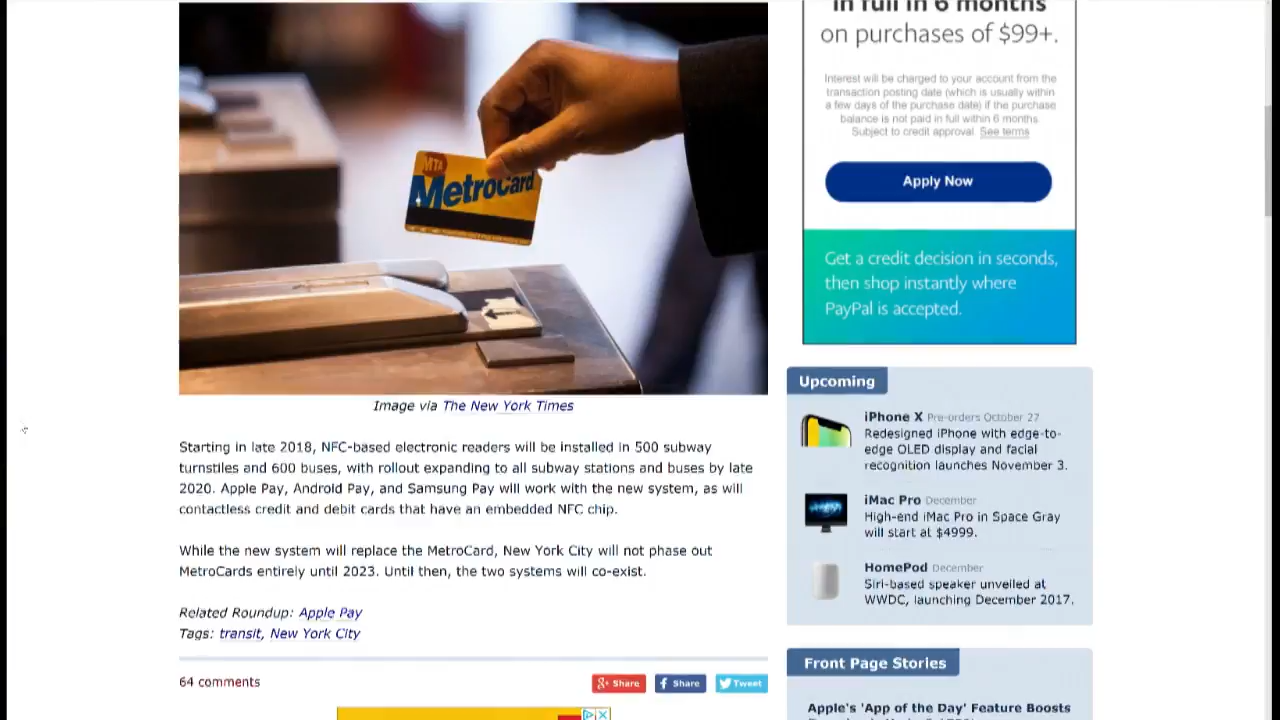 MTA
MetroCard
Image via The New York Times
Starting in late 2018, NFC-based electronic readers will be installed in 500 subway
turnstiles and 600 buses, with rollout expanding to all subway stations and buses by late
2020. Apple Pay, Android Pay, and Samsung Pay will work with the new system, as will
contactless credit and debit cards that have an embedded NFC chip.
While the new system will replace the MetroCard, New York City will not phase out
MetroCards entirely until 2023. Until then, the two systems will co-exist.
Related Roundup: Apple Pay
Tags: transit, New York City
64 comments
g+ Share
f Share
Tweet
in full in 6 months
on purchases of $99+.
Interest will be charged to your account from the
transaction posting date (which is usually within
a few days of the purchase date) if the purchase
balance is not paid in full within 6 months.
Subject to credit approval. See terms
Apply Now
Get a credit decision in seconds,
then shop instantly where
PayPal is accepted.
Upcoming
iPhone X Pre-orders October 27
Redesigned iPhone with edge-to-
edge OLED display and facial
recognition launches November 3.
iMac Pro December
High-end iMac Pro in Space Gray
will start at $4999.
HomePod December
Siri-based speaker unveiled at
WWDC, launching December 2017.
Front Page Stories
Apple's 'App of the Day' Feature Boosts